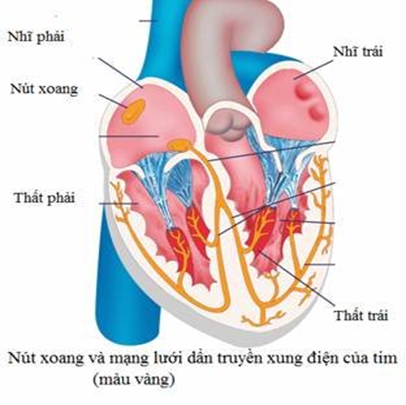 Nhĩ phải
Nhĩ trái
Nút xoang
Thất phải
Thất trái
Nút xoang và mạng lưới dẫn truyền xung điện của tim
(màu vàng)